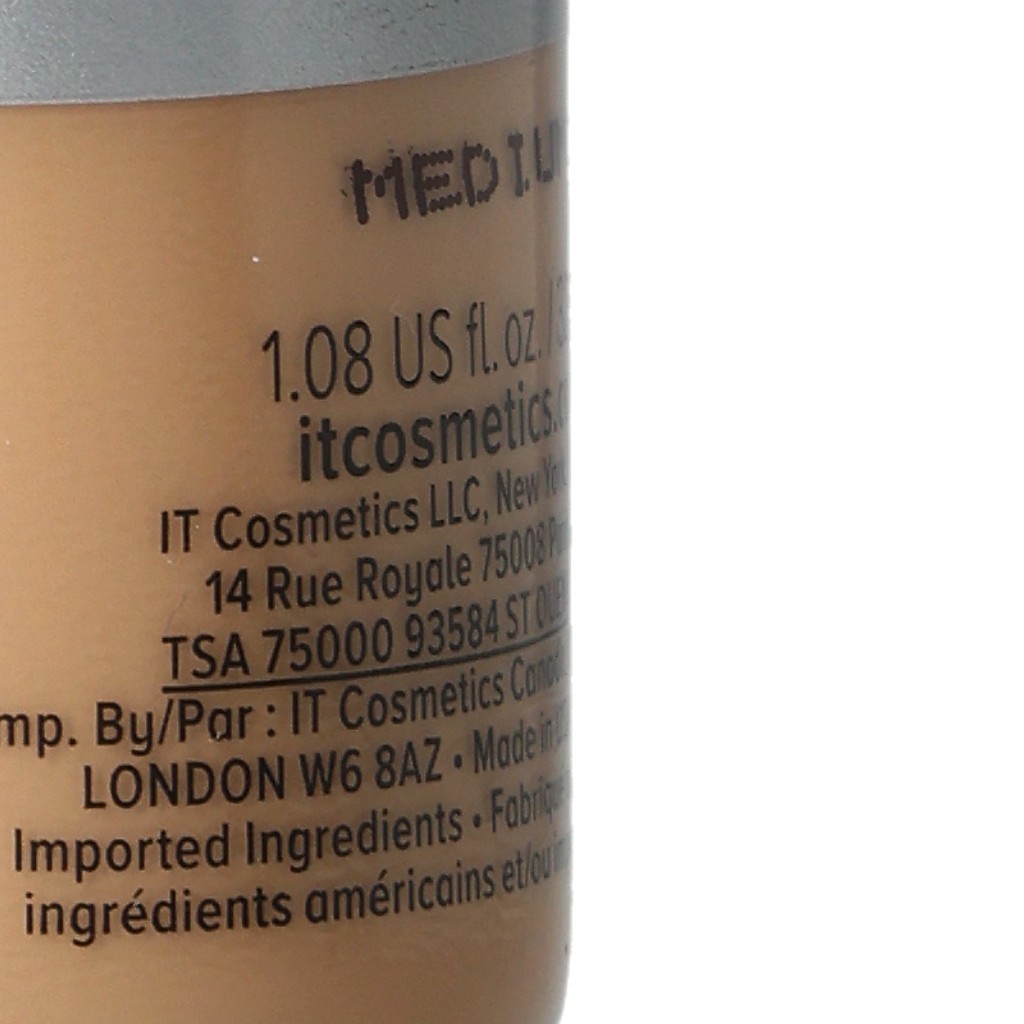 1.08 US fl. oz. /
itcosmetics.
IT Cosmetics LLC, New
14 Rue Royale 75008
TSA 75000 93584 ST
mp. By/Par : IT Cosmetics
LONDON W6 8AZ • Made in
Imported Ingredients •
ingrédients américains et/ou